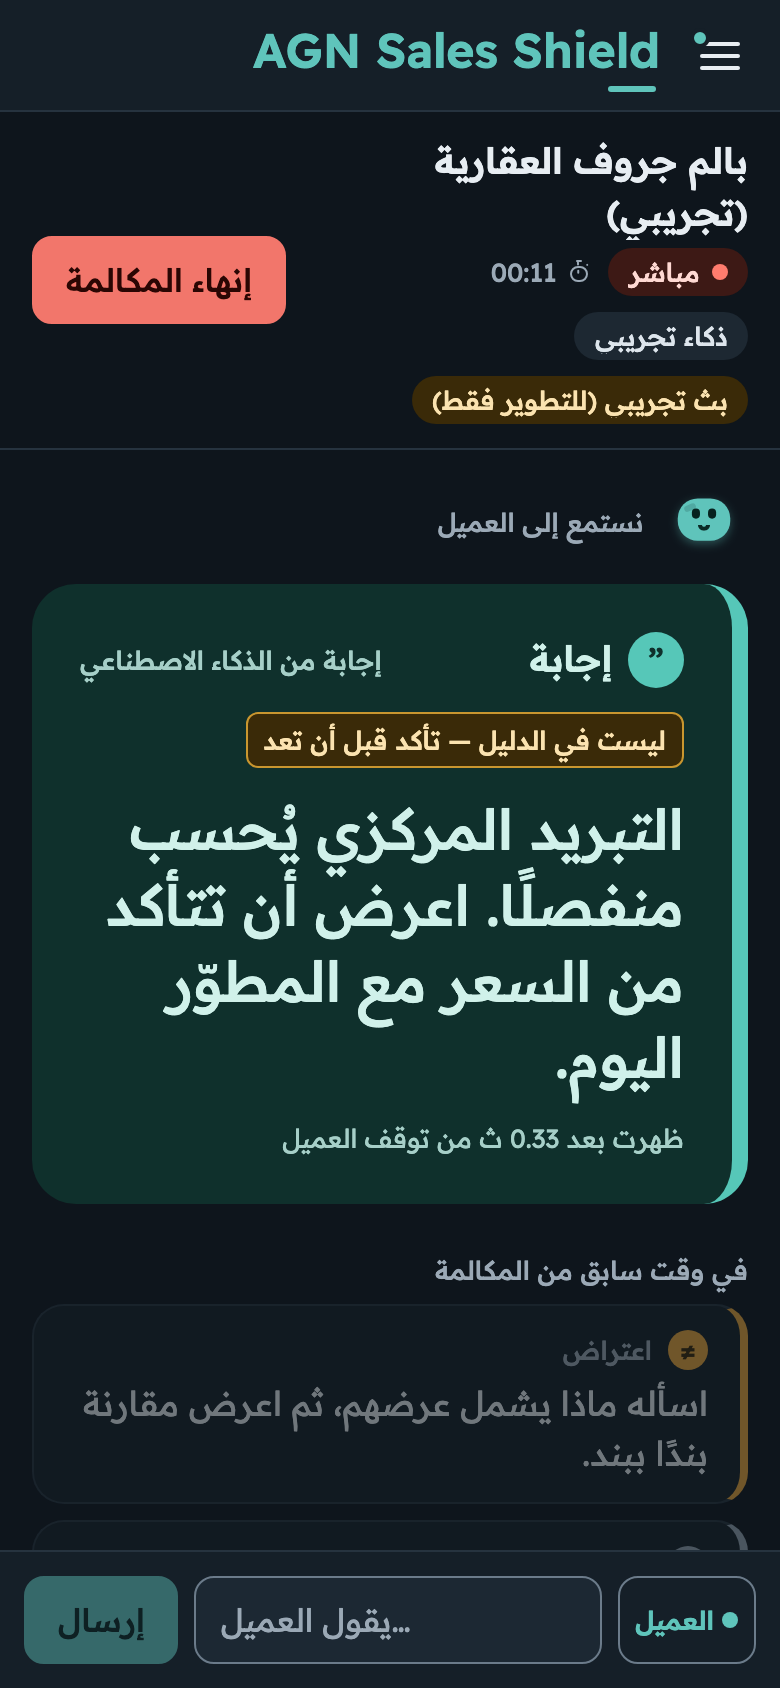 AGN Sales Shield
بالم جروف العقارية
(تجريبي)
مباشر
00:11
إنهاء المكالمة
ذكاء تجريبي
بث تجريبي (للتطوير فقط)
نستمع إلى العميل
إجابة
إجابة من الذكاء الاصطناعي
ليست في الدليل — تأكد قبل أن تعد
التبريد المركزي يُحسب
منفصلًا. اعرض أن تتأكد
من السعر مع المطوّر
اليوم.
ظهرت بعد 0.33 ث من توقف العميل
في وقت سابق من المكالمة
≠ اعتراض
اسأله ماذا يشمل عرضهم، ثم اعرض مقارنة
بندًا ببند.
العميل
يقول العميل...
إرسال